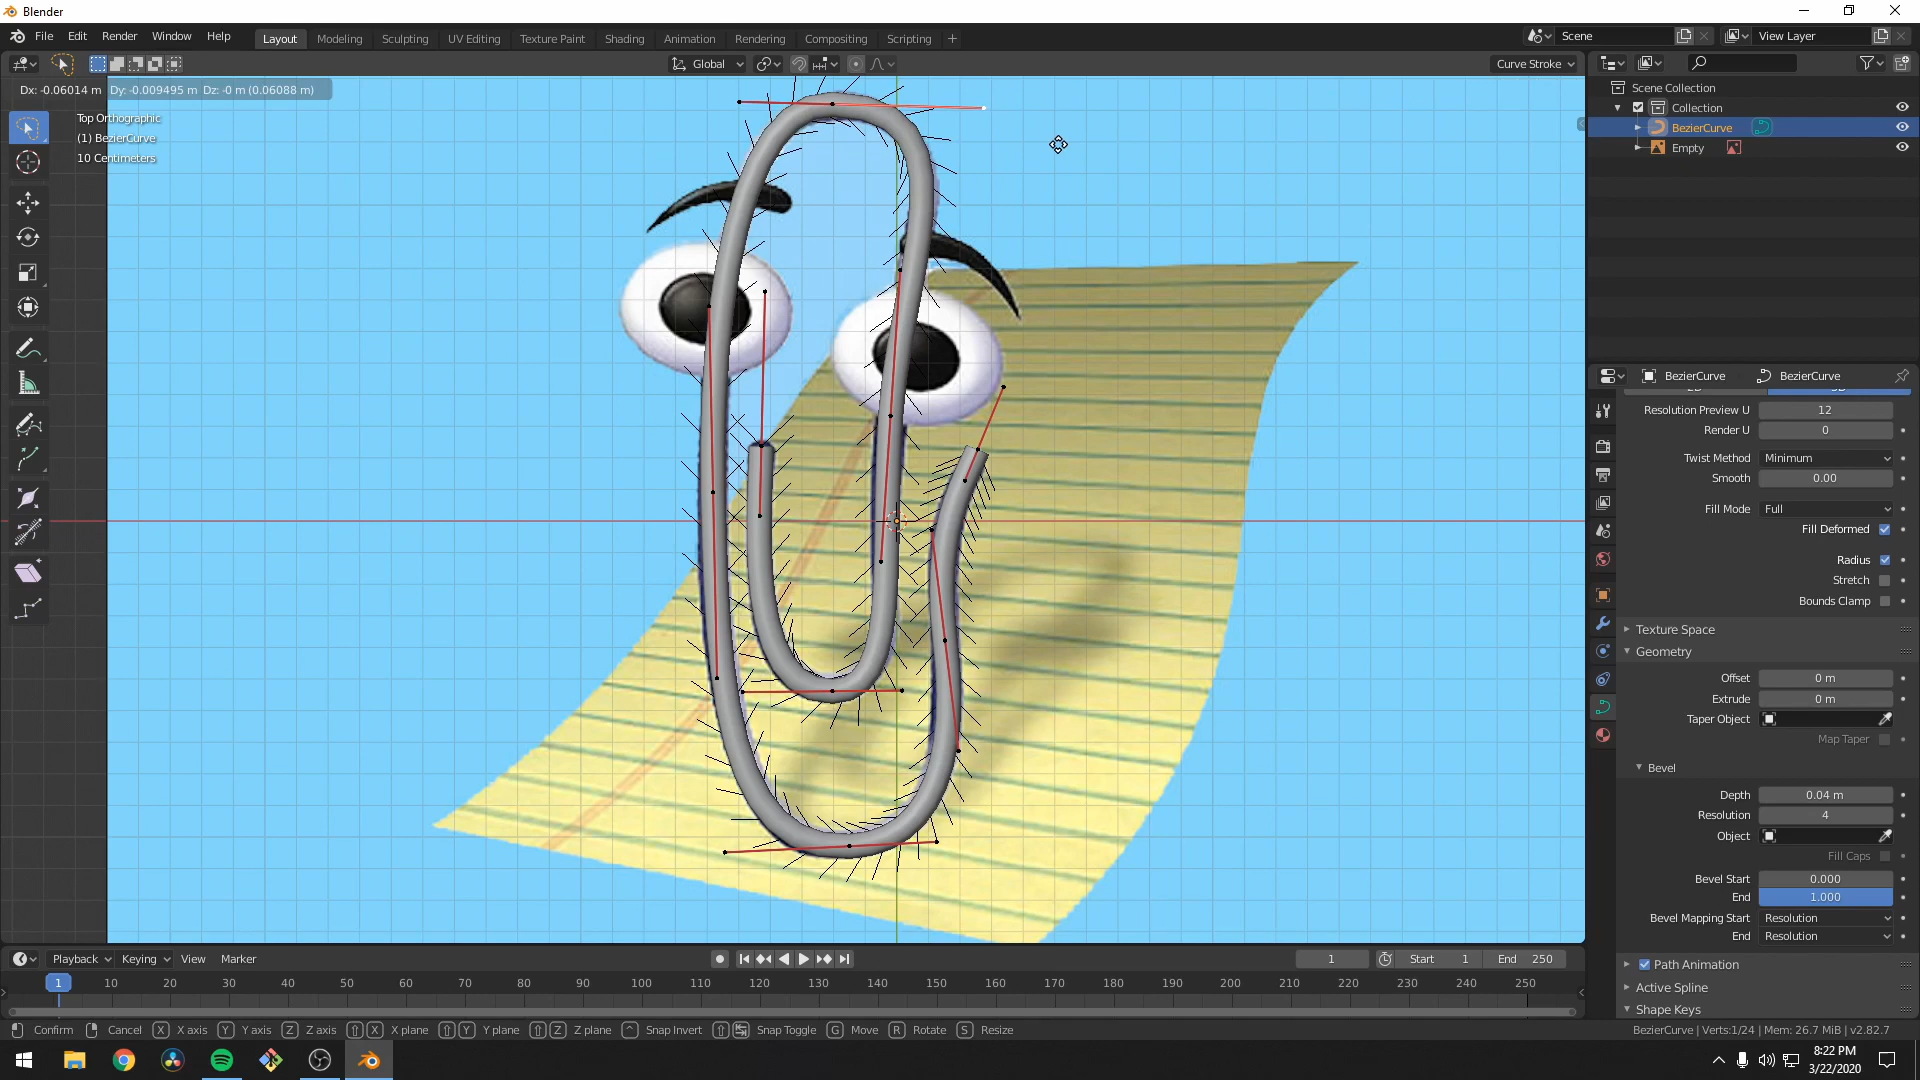 Blender
File Edit Render Window Help
Layout Modeling Sculpting UV Editing Texture Paint Shading Animation Rendering Compositing Scripting +
Scene
View Layer
Global
Curve Stroke
Dx: -0.06014 m Dy: -0.009495 m Dz: -0 m (0.06088 m)
Top Orthographic
(1) BezierCurve
10 Centimeters
Scene Collection
Collection
BezierCurve
Empty
BezierCurve BezierCurve
Resolution Preview U 12
Render U 0
Twist Method Minimum
Smooth 0.00
Fill Mode Full
Fill Deformed
Radius
Stretch
Bounds Clamp
Texture Space
Geometry
Offset 0 m
Extrude 0 m
Taper Object
Map Taper
Bevel
Depth 0.04 m
Resolution 4
Object
Fill Caps
Bevel Start 0.000
End 1.000
Bevel Mapping Start Resolution
End Resolution
Path Animation
Active Spline
Shape Keys
Playback Keying View Marker
1 Start 1 End 250
1 10 20 30 40 50 60 70 80 90 100 110 120 130 140 150 160 170 180 190 200 210 220 230 240 250
Confirm Cancel X X axis Y Y axis Z Z axis X X plane Y Y plane Z Z plane ^ Snap Invert Snap Toggle G Move R Rotate S Resize
BezierCurve | Verts:1/24 | Mem: 26.7 MiB | v2.82.7
8:22 PM
3/22/2020